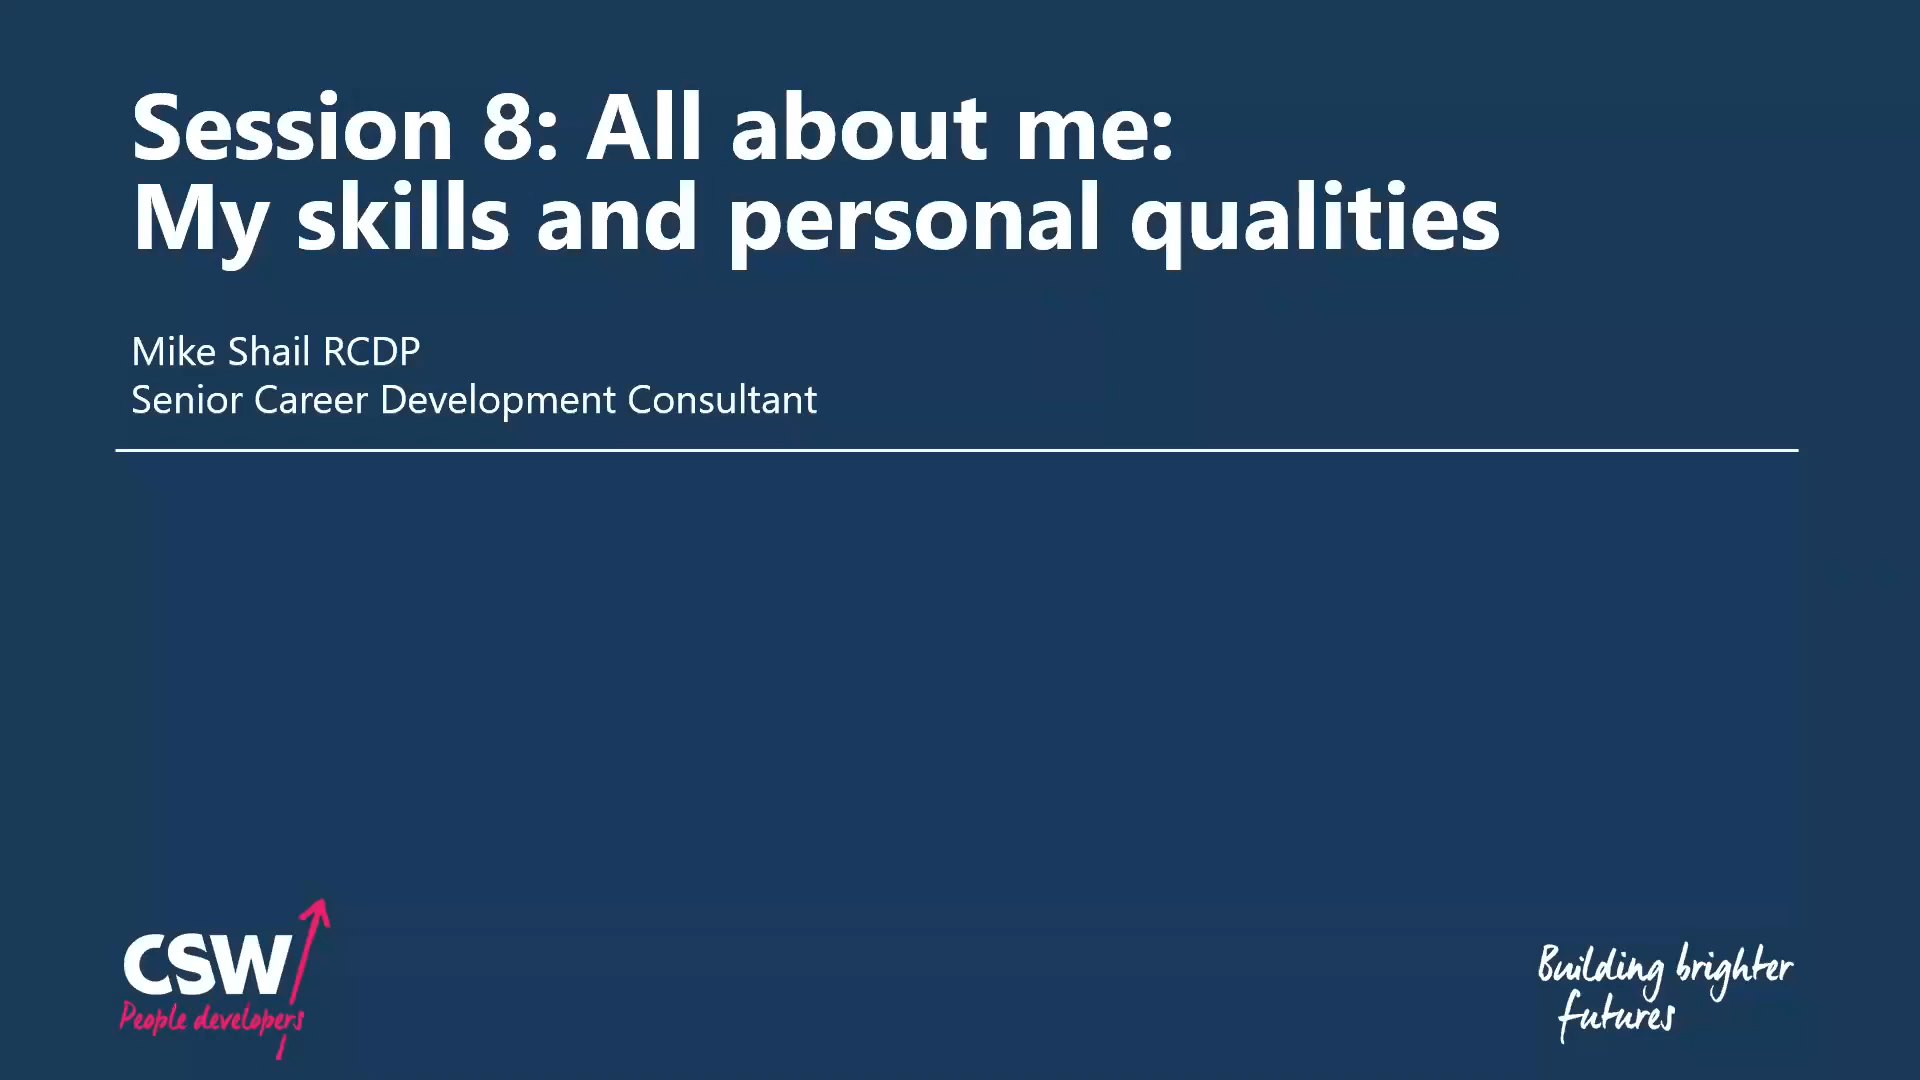 Session 8: All about me:
My skills and personal qualities
Mike Shail RCDP
Senior Career Development Consultant
CSW
People developers
Building brighter
futures